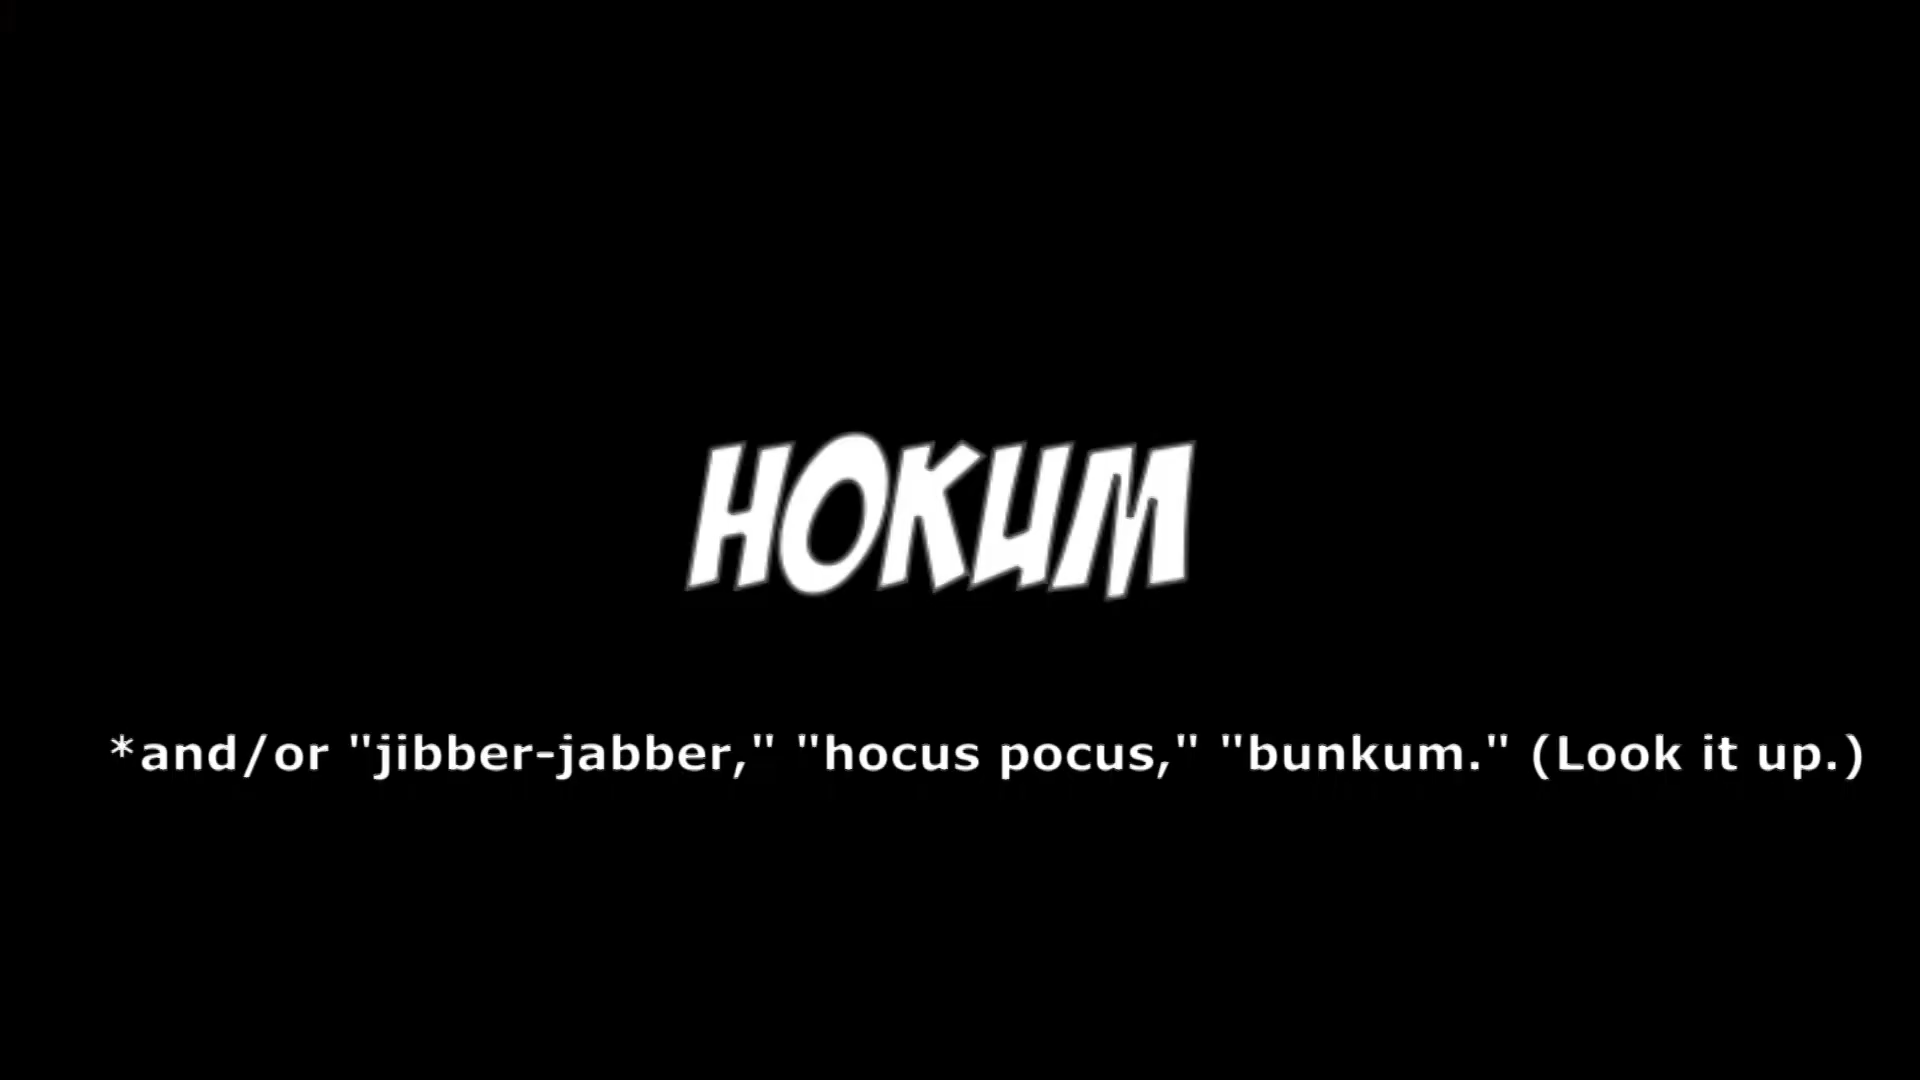 HOKUM
*and/or "jibber-jabber," "hocus pocus," "bunkum." (Look it up.)